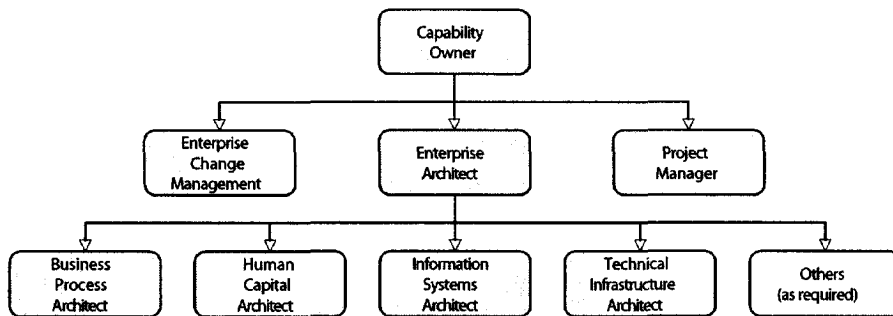 Capability
Owner
Enterprise
Change
Management
Enterprise
Architect
Project
Manager
Business
Process
Architect
Human
Capital
Architect
Information
Systems
Architect
Technical
Infrastructure
Architect
Others
(as required)